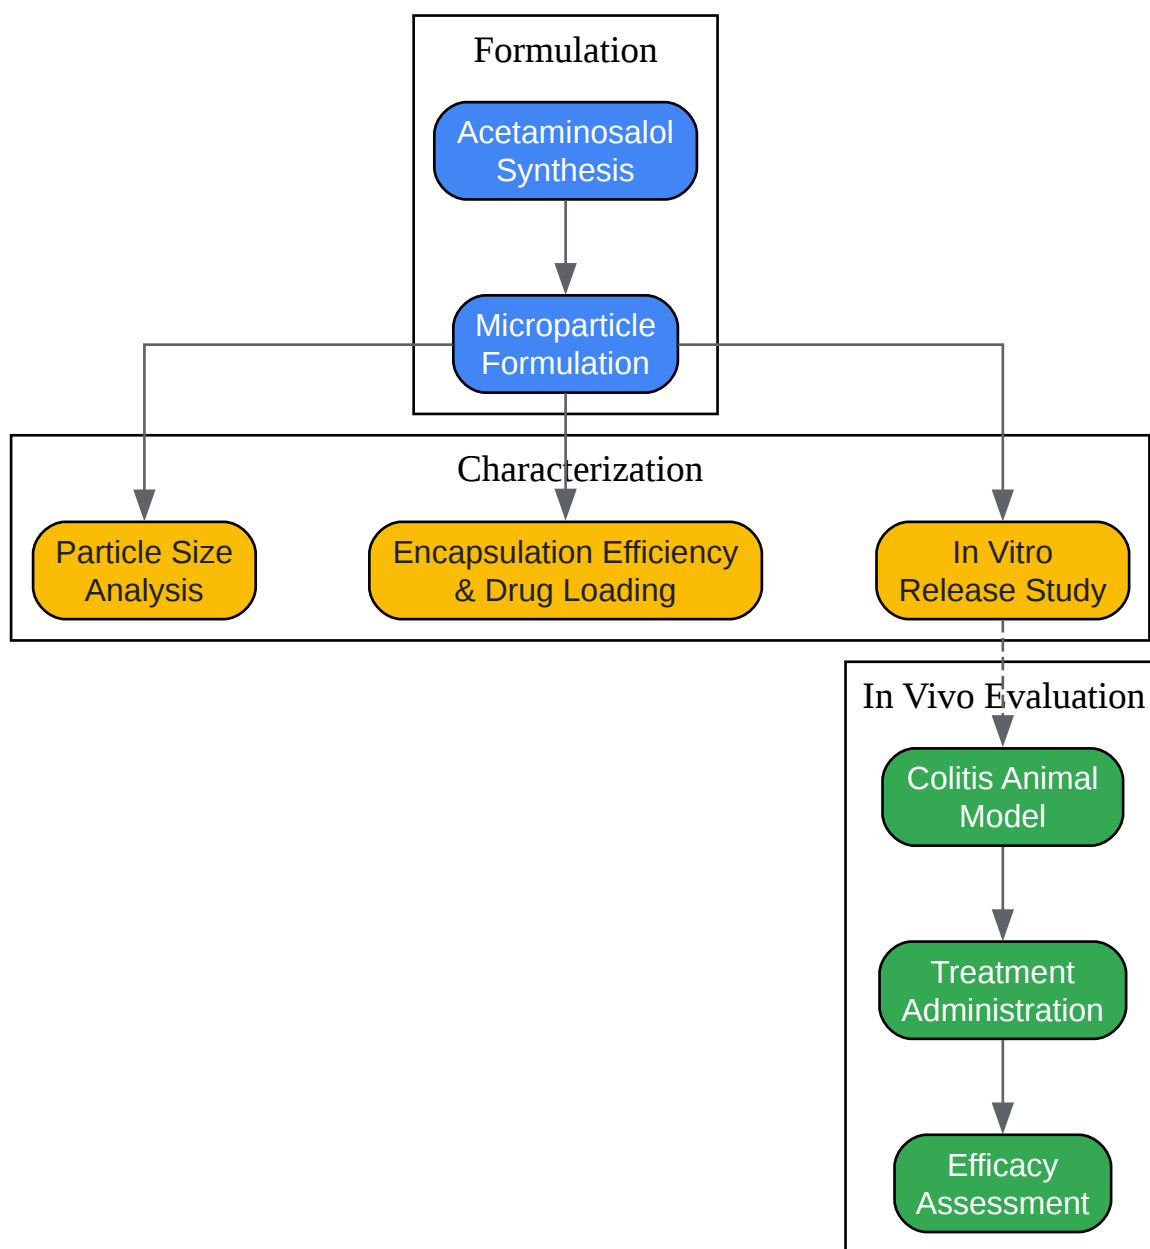 Formulation
Acetaminosalol
Synthesis
Microparticle
Formulation
Characterization
Particle Size
Analysis
Encapsulation Efficiency
& Drug Loading
In Vitro
Release Study
In Vivo Evaluation
Colitis Animal
Model
Treatment
Administration
Efficacy
Assessment